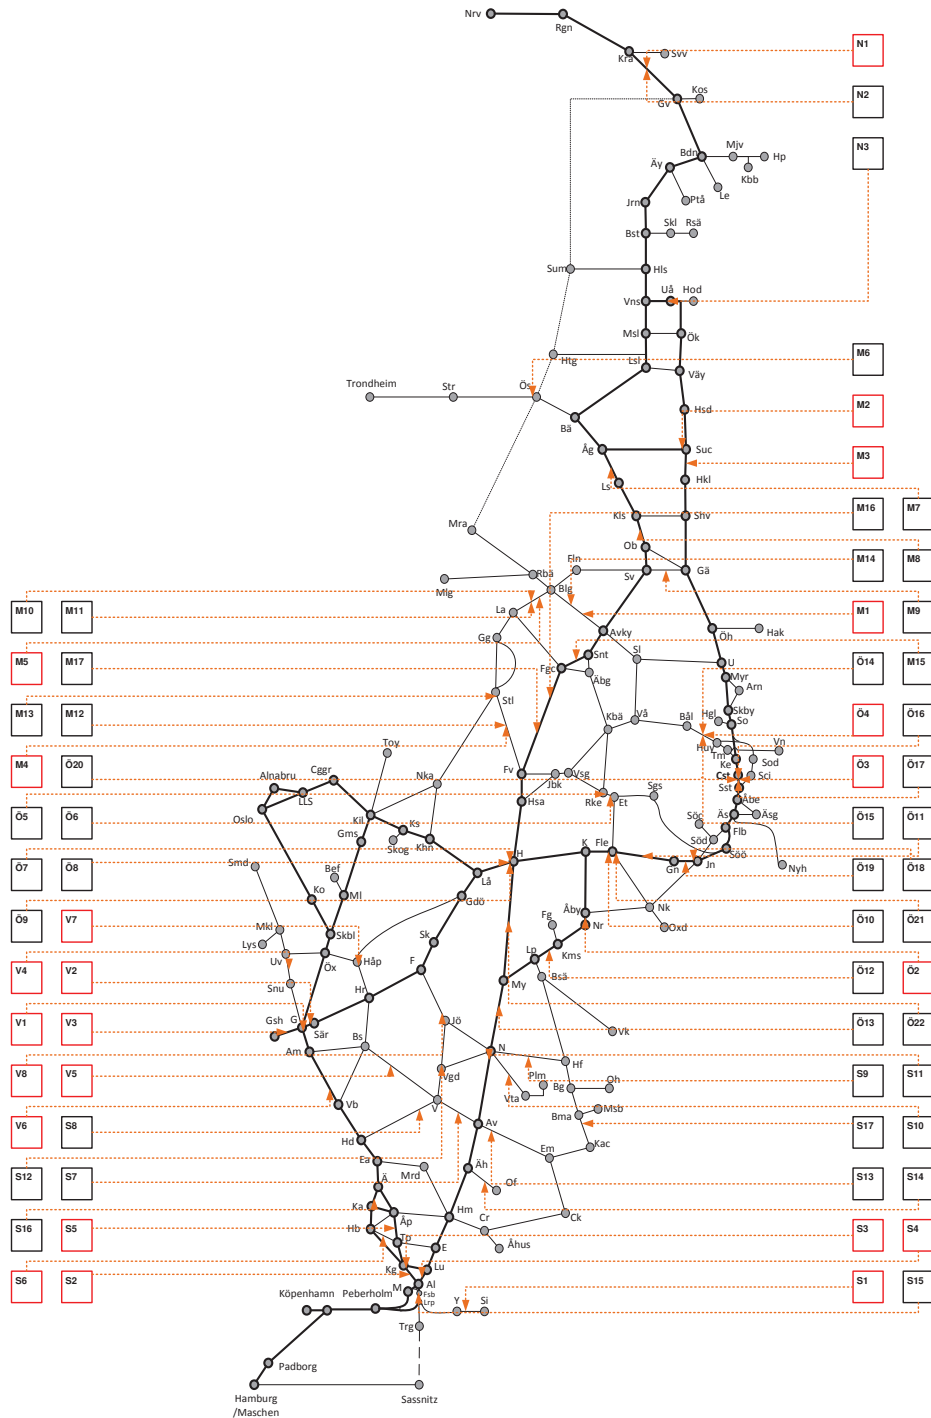 Nrv
Rgn
N1
Kra
Svv
N2
Kos
Gv
N3
Bdn
Mjv
Hp
Äy
Kbb
Le
Ptå
Jrn
Skl
Rsä
Bst
Sum
Hls
Uå
Hod
Vns
Msl
Ök
Htg
Lsl
Väy
M6
Trondheim
Str
Ös
Hsd
M2
Bä
Åg
Suc
M3
Ls
Hkl
M16
M7
Kls
Shv
Mra
Ob
Fln
M14
M8
Mlg
Rbä
Sv
Gä
Blg
M10
M11
La
M1
M9
Gg
Avky
Öh
Hak
M5
M17
Snt
Sl
U
Ö14
M15
Fgc
Äbg
Myr
Arn
Stl
M13
M12
Kbä
Vå
Bål
Hgl
Skby
So
Ö4
Ö16
Toy
Huy
Tm
Vn
M4
Ö20
Alnabru
Cggr
Nka
Fv
Jbk
Vsg
Ke
Sod
Ö3
Ö17
Cst
Sci
LLS
Rke
Et
Sgs
Sst
Hsa
Åbe
Ö5
Ö6
Oslo
Kil
Ks
Sör
Äs
Äsg
Ö15
Ö11
Gms
Skog
Khn
Söd
Flb
Ö7
Ö8
Smd
Bef
H
K
Fle
Gn
Jn
Söö
Nyh
Ö19
Ö18
Lå
Ö9
V7
Ko
Ml
Gdö
Åby
Nk
Ö10
Ö21
Mkl
Skbl
Sk
Fg
Nr
Oxd
Lys
Kms
V4
V2
Uv
Öx
Håp
F
Lp
Ö12
Ö2
Snu
My
Bsä
Hr
V1
V3
Gsh
G
Sär
Jö
Vk
Ö13
Ö22
Am
Bs
N
Hf
V8
V5
Vgd
Plm
Oh
S9
S11
Bg
V6
S8
Vb
V
Vta
Msb
Bma
S17
S10
Hd
Av
Kac
S12
S7
Ea
Mrd
Äh
Em
S13
S14
Ä
Of
Ka
S16
S5
Hb
Åp
Hm
Cr
Ck
S3
S4
Tp
E
Åhus
S6
S2
Kg
Lu
S1
S15
M
Al
Fsb
Lrp
Köpenhamn
Peberholm
Y
Si
Trg
Padborg
Hamburg
/Maschen
Sassnitz